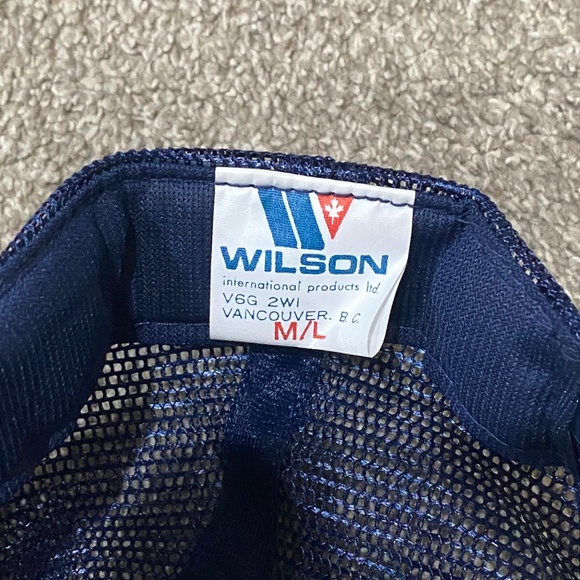 WILSON
international products ltd.
V6G 2W1
VANCOUVER. B.C.
M/L